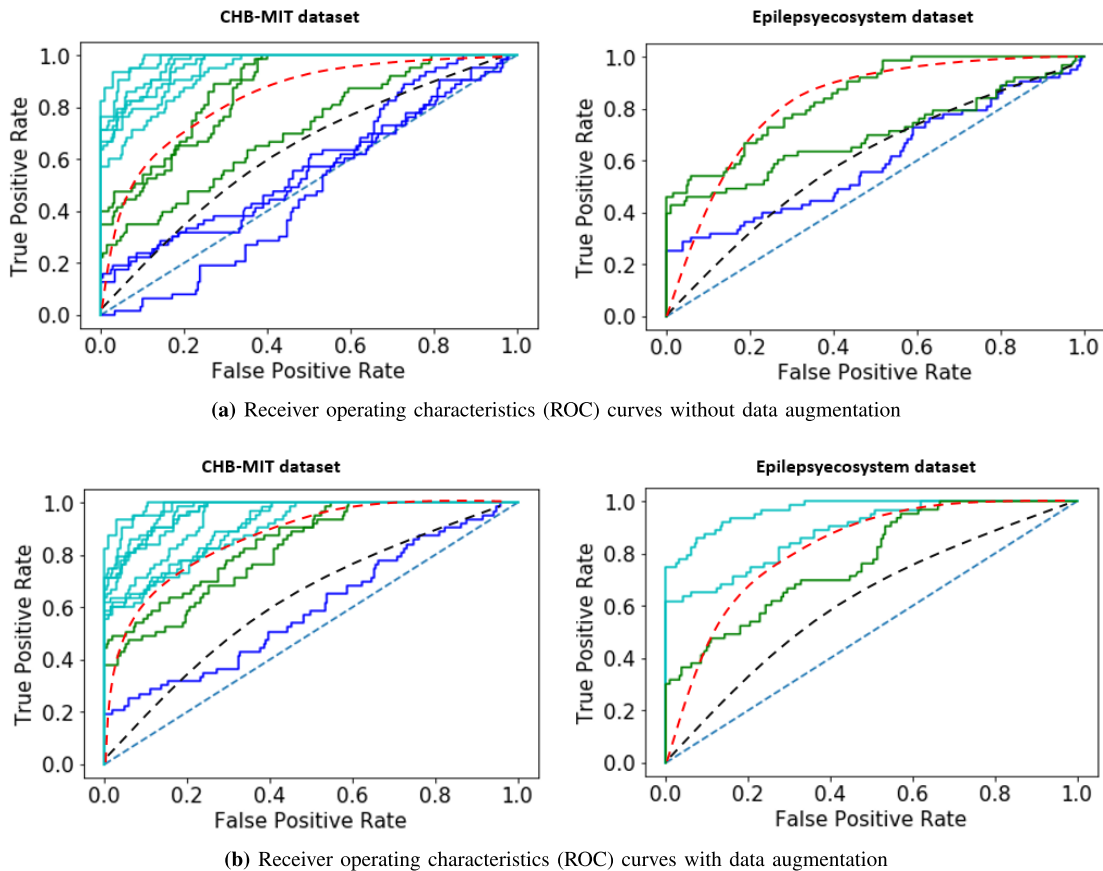 CHB-MIT dataset
Epilepsyecosystem dataset
True Positive Rate
1.0
0.8
0.6
0.4
0.2
0.0
0.0 0.2 0.4 0.6 0.8 1.0
False Positive Rate
True Positive Rate
1.0
0.8
0.6
0.4
0.2
0.0
0.0 0.2 0.4 0.6 0.8 1.0
False Positive Rate
(a) Receiver operating characteristics (ROC) curves without data augmentation
CHB-MIT dataset
Epilepsyecosystem dataset
True Positive Rate
1.0
0.8
0.6
0.4
0.2
0.0
0.0 0.2 0.4 0.6 0.8 1.0
False Positive Rate
True Positive Rate
1.0
0.8
0.6
0.4
0.2
0.0
0.0 0.2 0.4 0.6 0.8 1.0
False Positive Rate
(b) Receiver operating characteristics (ROC) curves with data augmentation